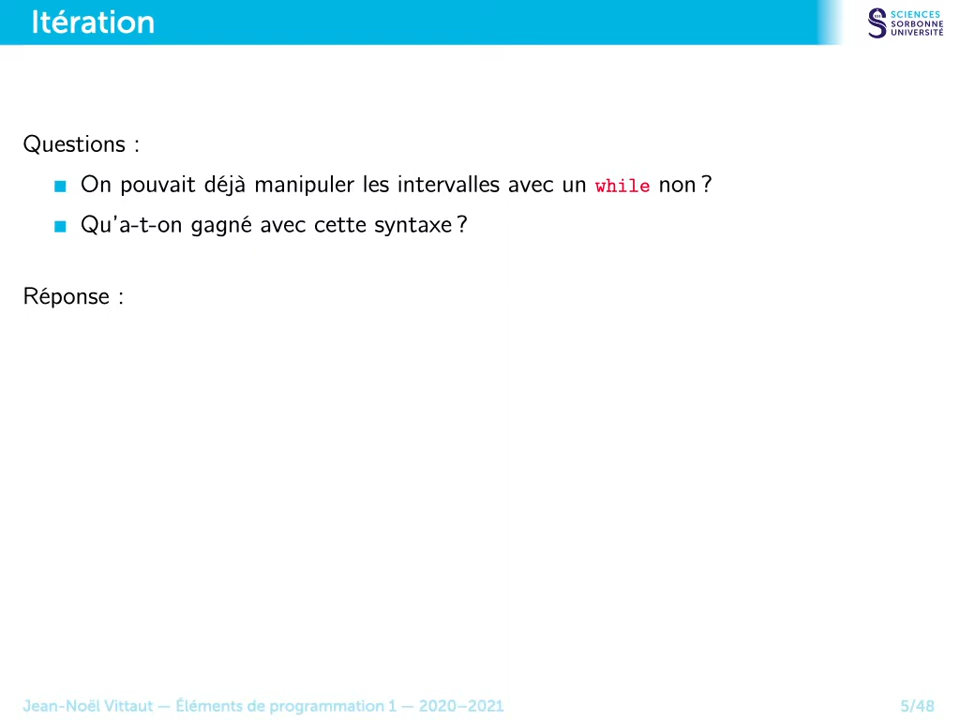 Itération
SCIENCES
SORBONNE
UNIVERSITÉ
Questions :
On pouvait déjà manipuler les intervalles avec un while non ?
Qu'a-t-on gagné avec cette syntaxe ?
Réponse :
Jean-Noël Vittaut — Éléments de programmation 1 — 2020–2021
5/48